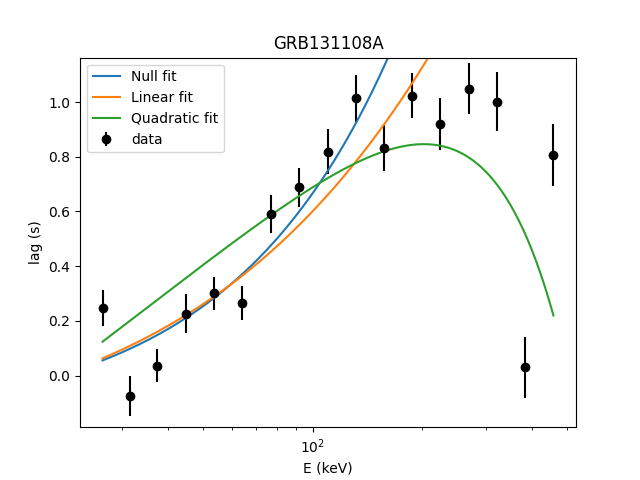 GRB131108A
Null fit
Linear fit
Quadratic fit
data
lag (s)
1.0
0.8
0.6
0.4
0.2
0.0
10²
E (keV)